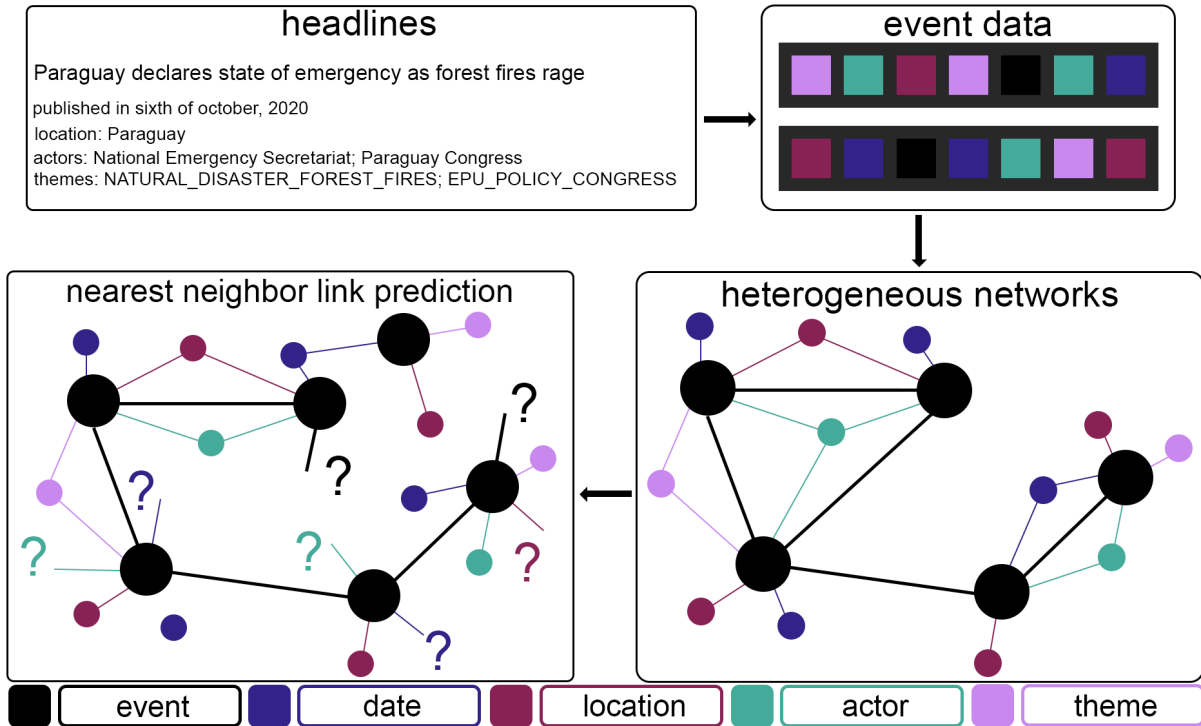 headlines
Paraguay declares state of emergency as forest fires rage
published in sixth of october, 2020
location: Paraguay
actors: National Emergency Secretariat; Paraguay Congress
themes: NATURAL_DISASTER_FOREST_FIRES; EPU_POLICY_CONGRESS
event data
nearest neighbor link prediction
?
?
?
?
?
?
?
heterogeneous networks
event
date
location
actor
theme